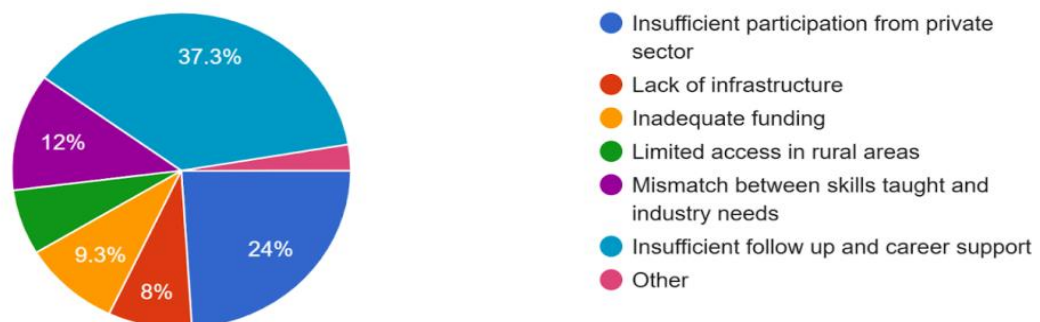 37.3%
12%
9.3%
8%
24%
Insufficient participation from private
sector
Lack of infrastructure
Inadequate funding
Limited access in rural areas
Mismatch between skills taught and
industry needs
Insufficient follow up and career support
Other